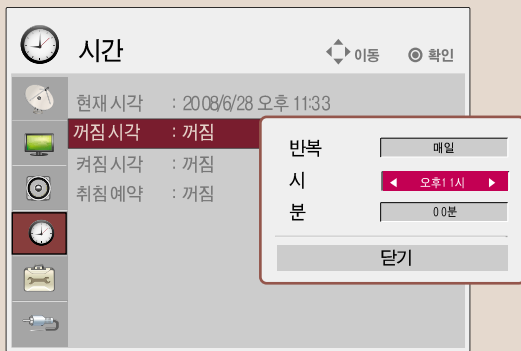 시간
이동 확인
현재시각 : 2008/6/28 오후 11:33
꺼짐시각 : 꺼짐
켜짐시각 : 꺼짐
취침예약 : 꺼짐
반복 매일
시 ◀ 오후11시 ▶
분 00분
닫기